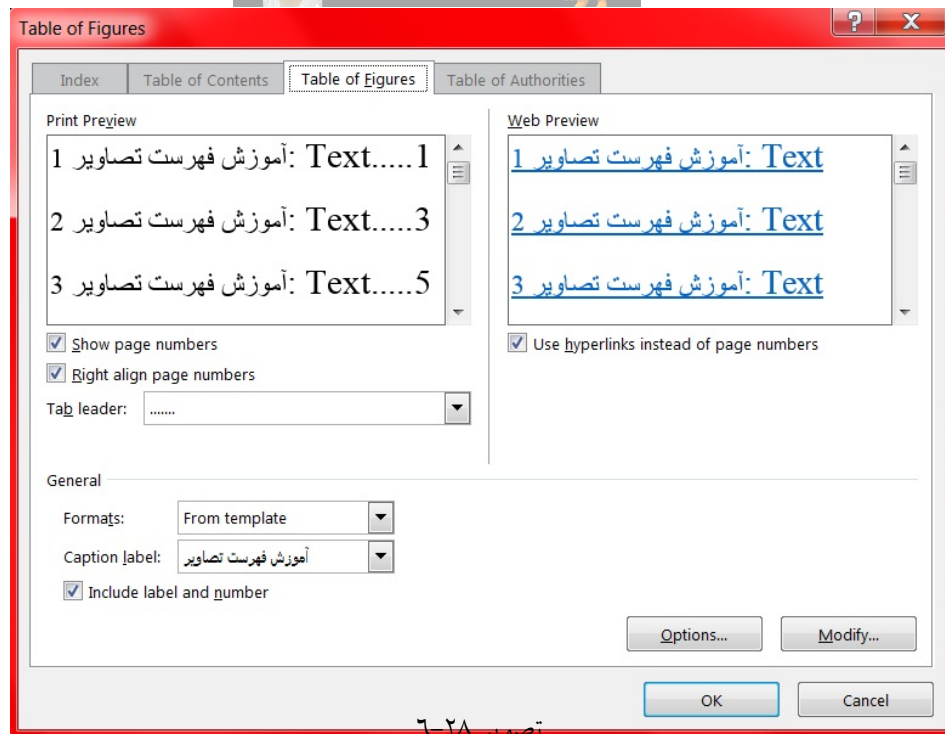 Table of Figures
Index
Table of Contents
Table of Figures
Table of Authorities
Print Preview
آموزش فهرست تصاویر 1: Text.....1
آموزش فهرست تصاویر 2: Text.....3
آموزش فهرست تصاویر 3: Text.....5
Show page numbers
Right align page numbers
Tab leader: .......
Web Preview
آموزش فهرست تصاویر 1: Text
آموزش فهرست تصاویر 2: Text
آموزش فهرست تصاویر 3: Text
Use hyperlinks instead of page numbers
General
Formats: From template
Caption label: آموزش فهرست تصاویر
Include label and number
Options...
Modify...
OK
Cancel
تصویر ۲۸-۶